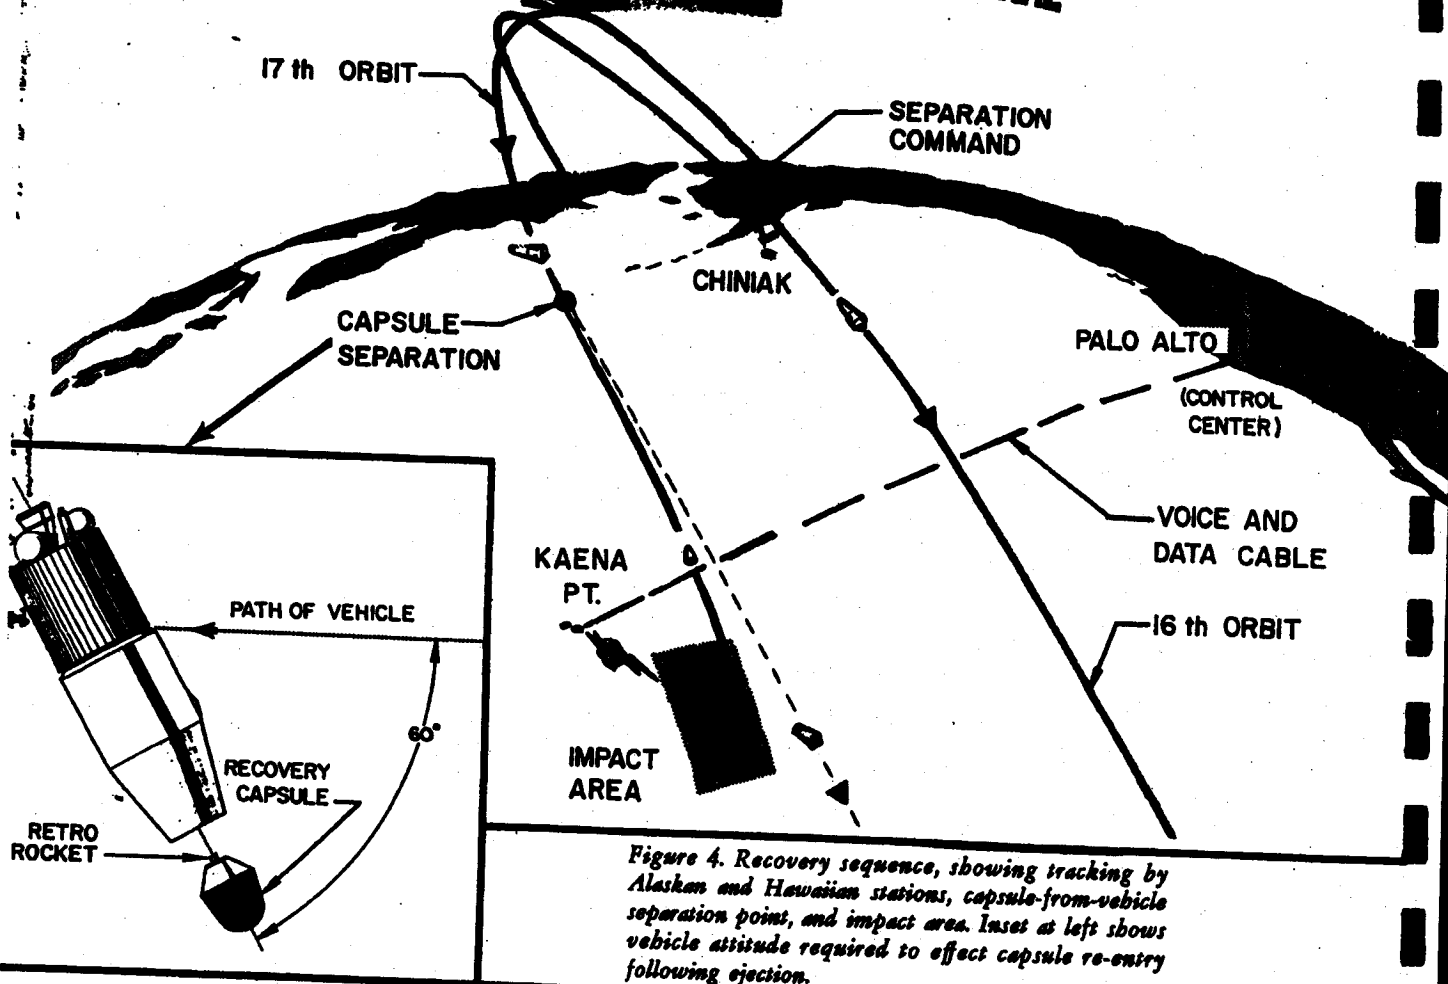 17 th ORBIT
SEPARATION
COMMAND
CHINIAK
CAPSULE
SEPARATION
PALO ALTO
(CONTROL
CENTER)
VOICE AND
DATA CABLE
KAENA
PT.
16 th ORBIT
PATH OF VEHICLE
60°
IMPACT
AREA
RECOVERY
CAPSULE
RETRO
ROCKET
Figure 4. Recovery sequence, showing tracking by
Alaskan and Hawaiian stations, capsule-from-vehicle
separation point, and impact area. Inset at left shows
vehicle attitude required to effect capsule re-entry
following ejection.